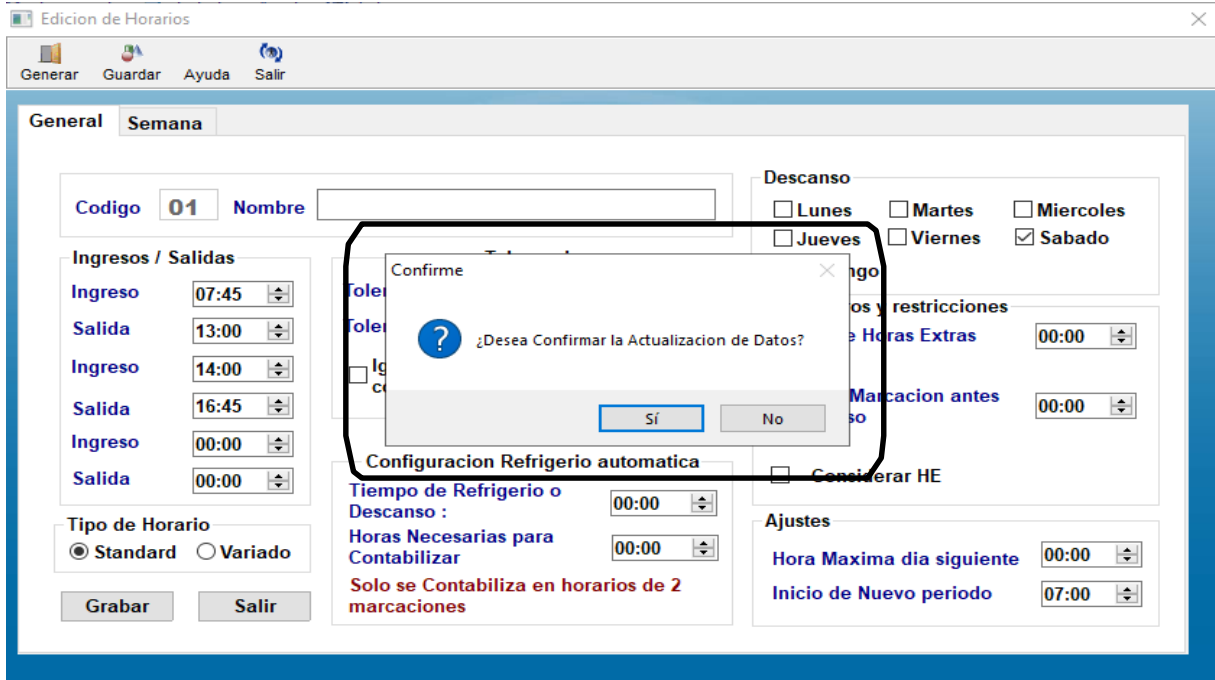 Edicion de Horarios
Generar Guardar Ayuda Salir
General Semana
Codigo 01 Nombre
Ingresos / Salidas
Ingreso 07:45
Salida 13:00
Ingreso 14:00
Salida 16:45
Ingreso 00:00
Salida 00:00
Tipo de Horario
Standard Variado
Grabar Salir
Confirme
¿Desea Confirmar la Actualizacion de Datos?
Sí No
Configuracion Refrigerio automatica
Tiempo de Refrigerio o
Descanso : 00:00
Horas Necesarias para
Contabilizar 00:00
Solo se Contabiliza en horarios de 2
marcaciones
Descanso
Lunes Martes Miercoles
Jueves Viernes Sabado
y restricciones
Horas Extras 00:00
Marcacion antes 00:00
Considerar HE
Ajustes
Hora Maxima dia siguiente 00:00
Inicio de Nuevo periodo 07:00